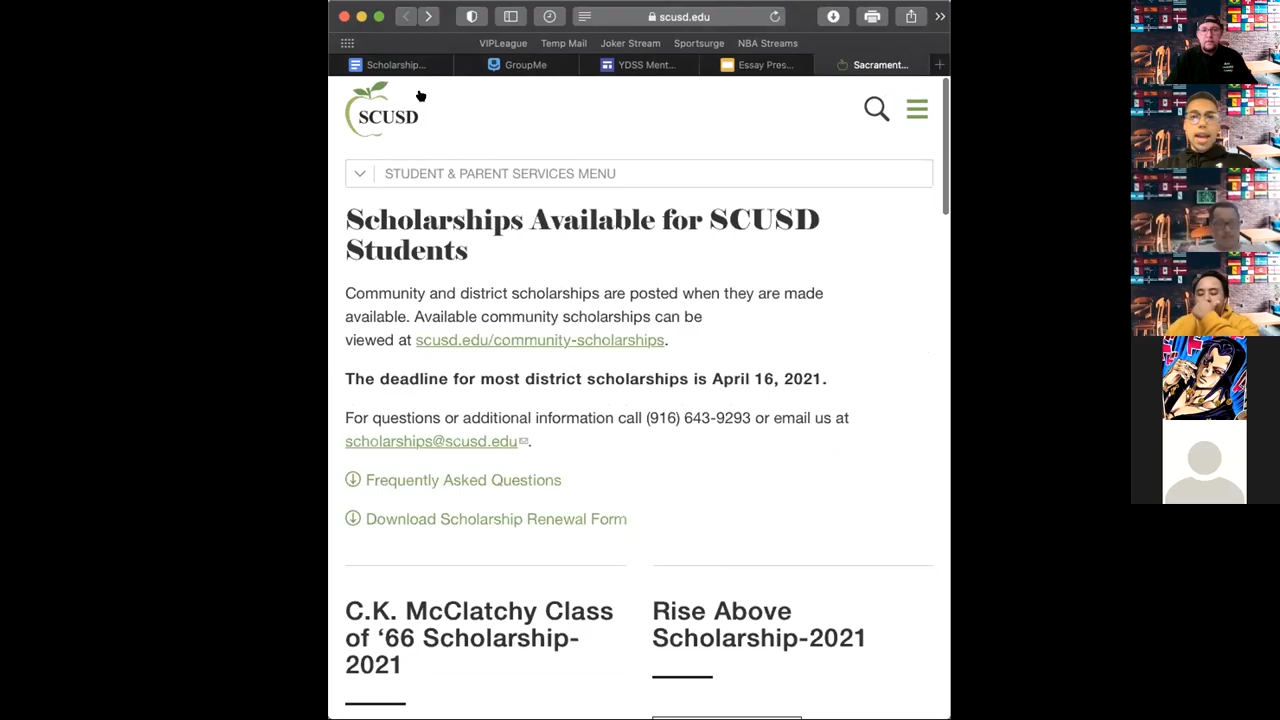 scusd.edu
VIPLeague Temp Mail Joker Stream Sportsurge NBA Streams
Scholarship... GroupMe YDSS Ment... Essay Pres... Sacrament...
SCUSD
STUDENT & PARENT SERVICES MENU
Scholarships Available for SCUSD
Students
Community and district scholarships are posted when they are made
available. Available community scholarships can be
viewed at scusd.edu/community-scholarships.
The deadline for most district scholarships is April 16, 2021.
For questions or additional information call (916) 643-9293 or email us at
scholarships@scusd.edu.
Frequently Asked Questions
Download Scholarship Renewal Form
C.K. McClatchy Class
of ‘66 Scholarship-
2021
Rise Above
Scholarship-2021